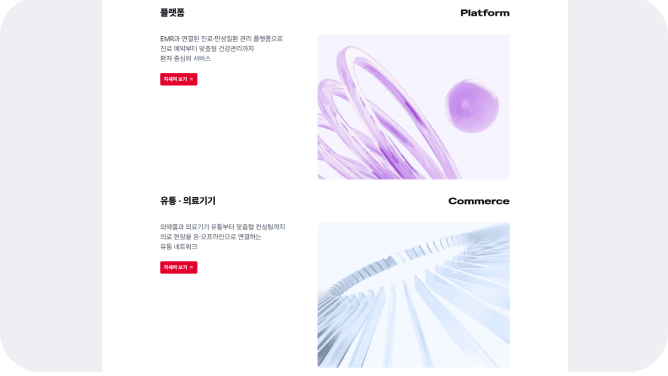 플랫폼
Platform
EMR과 연결된 진료·만성질환 관리 플랫폼으로
진료 예약부터 맞춤형 건강관리까지
환자 중심의 서비스
자세히 보기
유통 · 의료기기
Commerce
의약품과 의료기기 유통부터 맞춤형 컨설팅까지
의료 현장을 온·오프라인으로 연결하는
유통 네트워크
자세히 보기